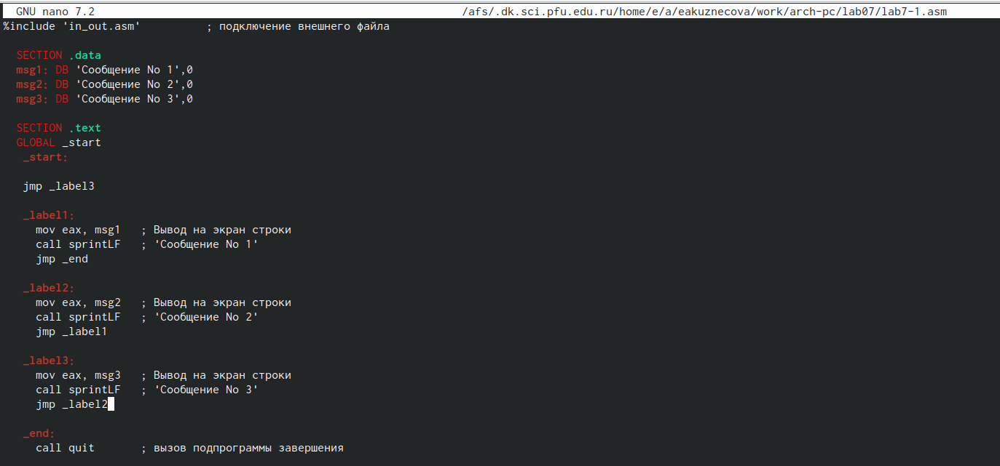 GNU nano 7.2 /afs/.dk.sci.pfu.edu.ru/home/e/a/eakuznecova/work/arch-pc/lab07/lab7-1.asm
%include 'in_out.asm' ; подключение внешнего файла
SECTION .data
msg1: DB 'Сообщение No 1',0
msg2: DB 'Сообщение No 2',0
msg3: DB 'Сообщение No 3',0
SECTION .text
GLOBAL _start
_start:
jmp _label3
_label1:
mov eax, msg1 ; Вывод на экран строки
call sprintLF ; 'Сообщение No 1'
jmp _end
_label2:
mov eax, msg2 ; Вывод на экран строки
call sprintLF ; 'Сообщение No 2'
jmp _label1
_label3:
mov eax, msg3 ; Вывод на экран строки
call sprintLF ; 'Сообщение No 3'
jmp _label2
_end:
call quit ; вызов подпрограммы завершения